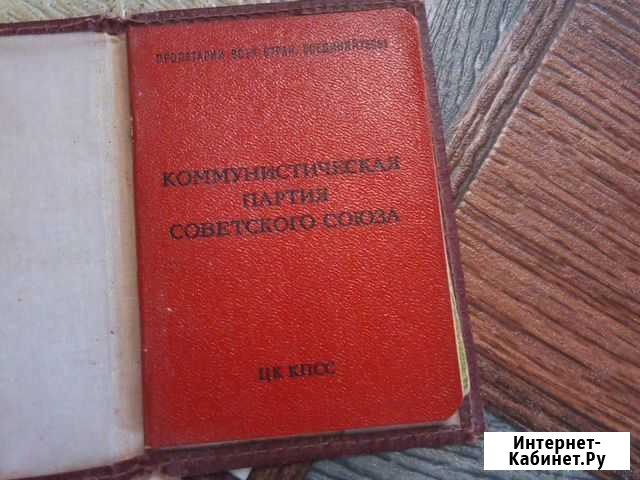 ПРОЛЕТАРИИ ВСЕХ СТРАН, СОЕДИНЯЙТЕСЬ!
КОММУНИСТИЧЕСКАЯ
ПАРТИЯ
СОВЕТСКОГО СОЮЗА
ЦК КПСС
Интернет-
Кабинет.Ру